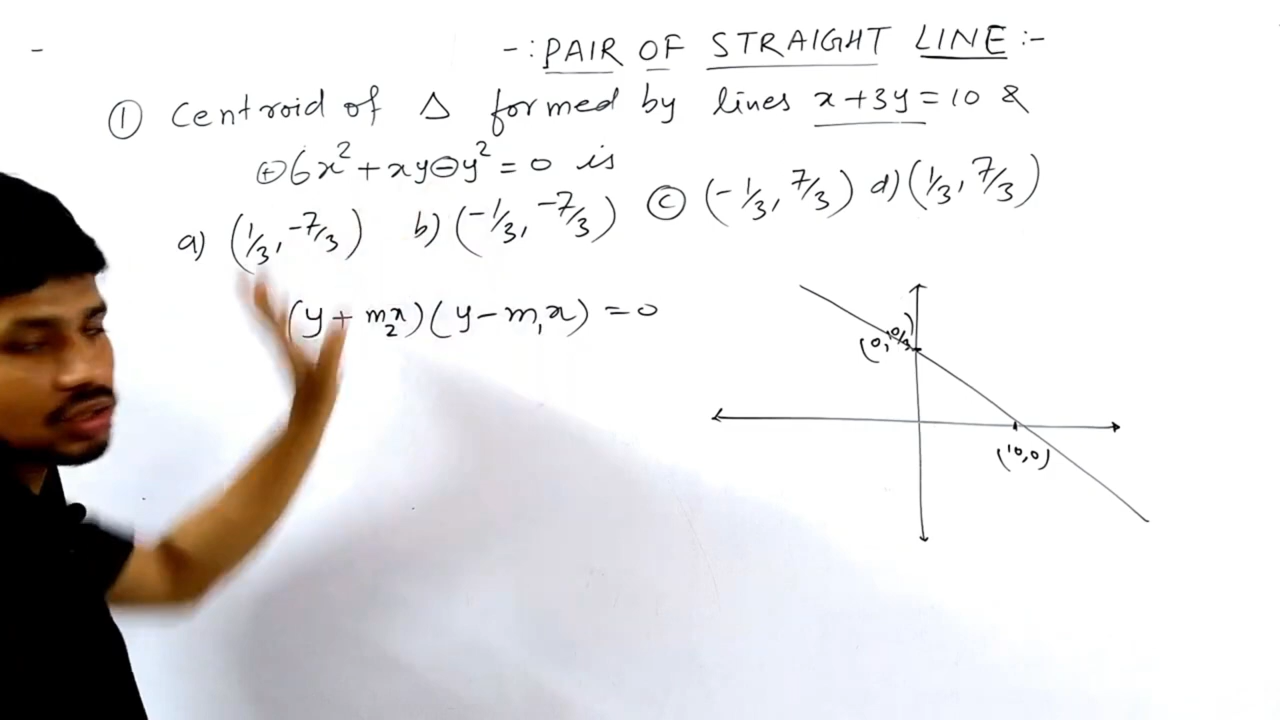 -: PAIR OF STRAIGHT LINE :-
① Centroid of Δ formed by lines x+3y=10 &
⊕6x²+xy⊖y²=0 is
a) (1/3, -7/3) b) (-1/3, -7/3) ⓒ (-1/3, 7/3) d) (1/3, 7/3)
(y+m₂x)(y-m₁x)=0
(0, 10/3)
(10,0)